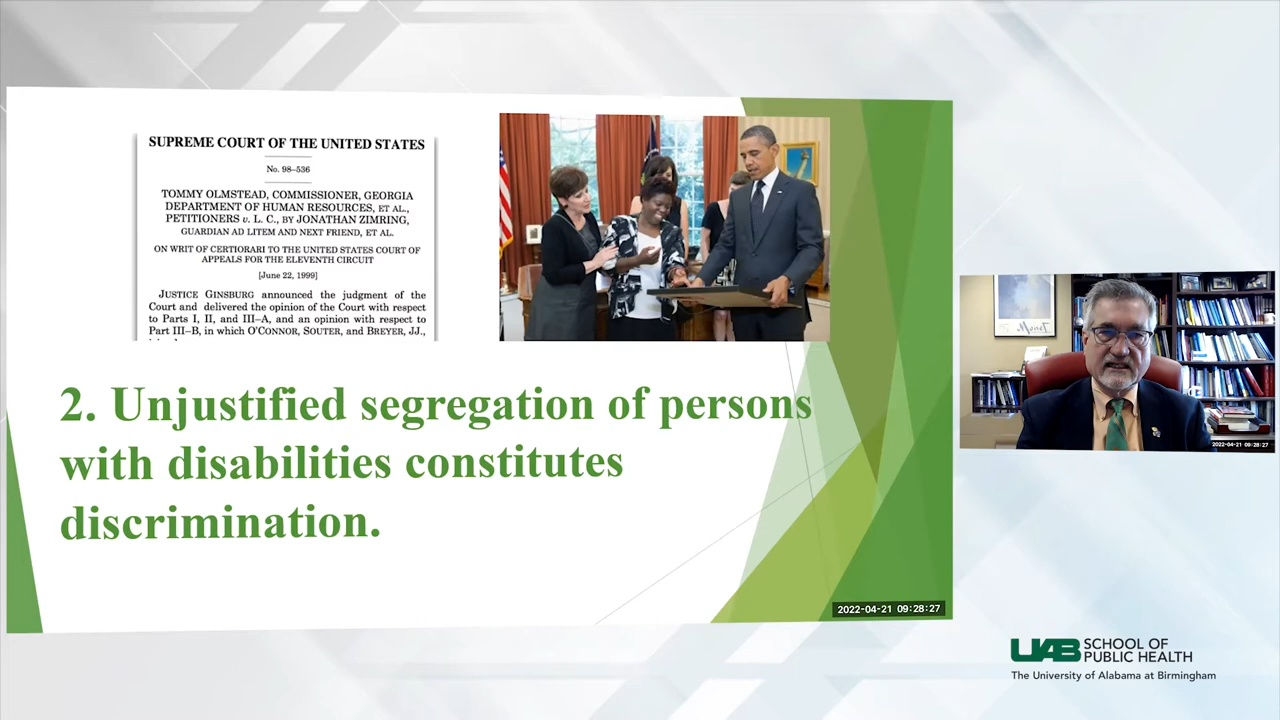 SUPREME COURT OF THE UNITED STATES
No. 98–536
TOMMY OLMSTEAD, COMMISSIONER, GEORGIA
DEPARTMENT OF HUMAN RESOURCES, ET AL.,
PETITIONERS v. L. C., BY JONATHAN ZIMRING,
GUARDIAN AD LITEM AND NEXT FRIEND, ET AL.
ON WRIT OF CERTIORARI TO THE UNITED STATES COURT OF
APPEALS FOR THE ELEVENTH CIRCUIT
[June 22, 1999]
JUSTICE GINSBURG announced the judgment of the
Court and delivered the opinion of the Court with respect
to Parts I, II, and III–A, and an opinion with respect to
Part III–B, in which O'CONNOR, SOUTER, and BREYER, JJ.,
2. Unjustified segregation of persons
with disabilities constitutes
discrimination.
2022-04-21 09:28:27
2022-04-21 09:28:27
UAB SCHOOL OF
PUBLIC HEALTH
The University of Alabama at Birmingham